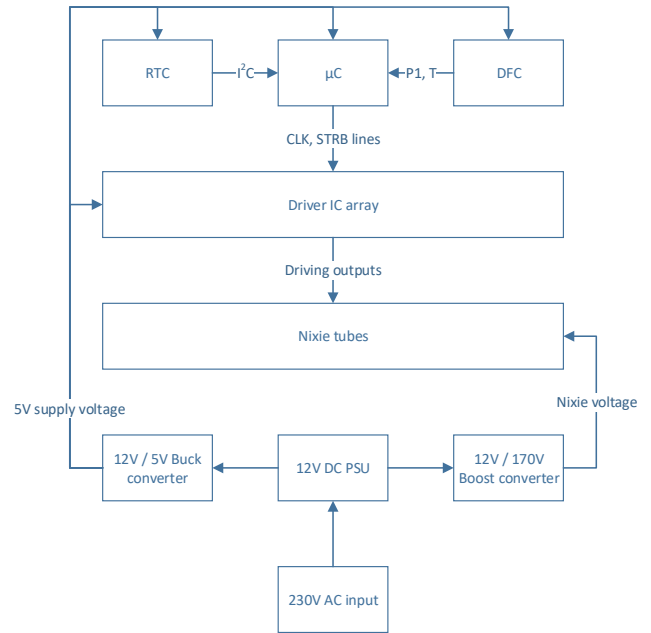 RTC
I²C
µC
P1, T
DFC
CLK, STRB lines
Driver IC array
Driving outputs
Nixie tubes
5V supply voltage
Nixie voltage
12V / 5V Buck
converter
12V DC PSU
12V / 170V
Boost converter
230V AC input